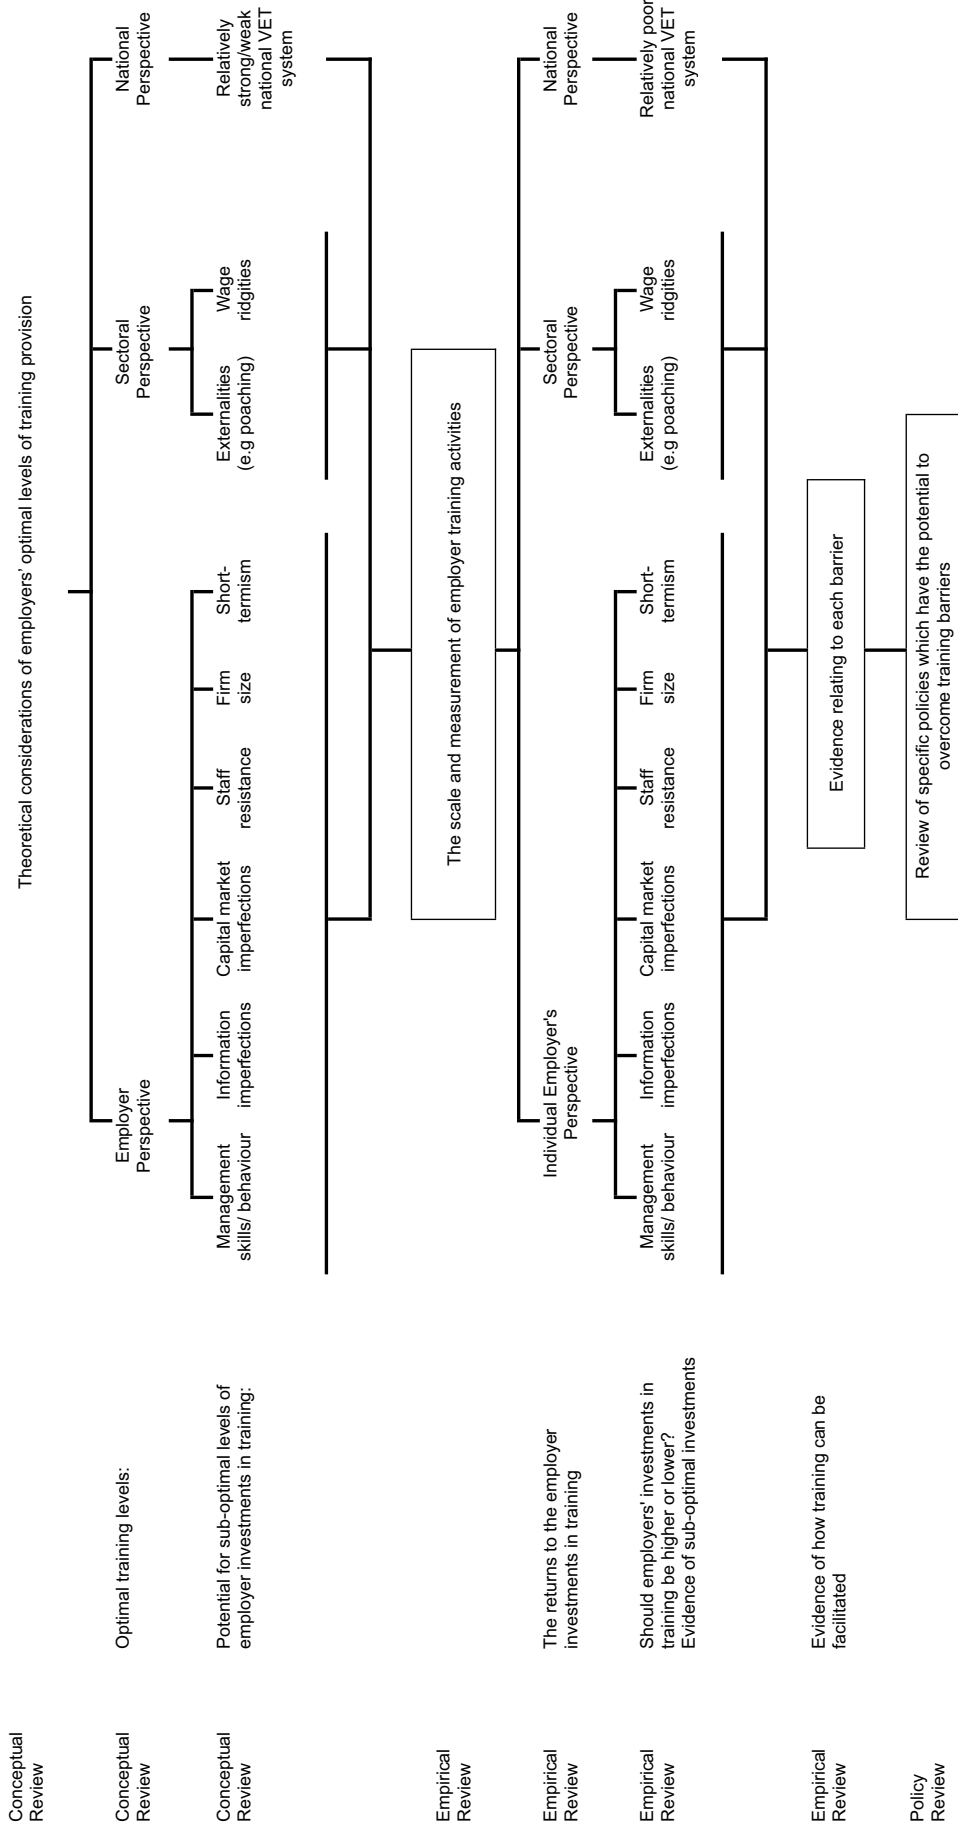 Conceptual
Review
Theoretical considerations of employers' optimal levels of training provision
Conceptual
Review
Optimal training levels:
Employer
Perspective
Sectoral
Perspective
National
Perspective
Conceptual
Review
Potential for sub-optimal levels of
employer investments in training:
Management
skills/ behaviour
Information
imperfections
Capital market
imperfections
Staff
resistance
Firm
size
Short-
termism
Externalities
(e.g poaching)
Wage
ridgities
Relatively
strong/weak
national VET
system
Empirical
Review
The scale and measurement of employer training activities
Empirical
Review
The returns to the employer
investments in training
Individual Employer's
Perspective
Sectoral
Perspective
National
Perspective
Empirical
Review
Should employers' investments in
training be higher or lower?
Evidence of sub-optimal investments
Management
skills/ behaviour
Information
imperfections
Capital market
imperfections
Staff
resistance
Firm
size
Short-
termism
Externalities
(e.g poaching)
Wage
ridgities
Relatively poor
national VET
system
Empirical
Review
Evidence of how training can be
facilitated
Evidence relating to each barrier
Policy
Review
Review of specific policies which have the potential to
overcome training barriers